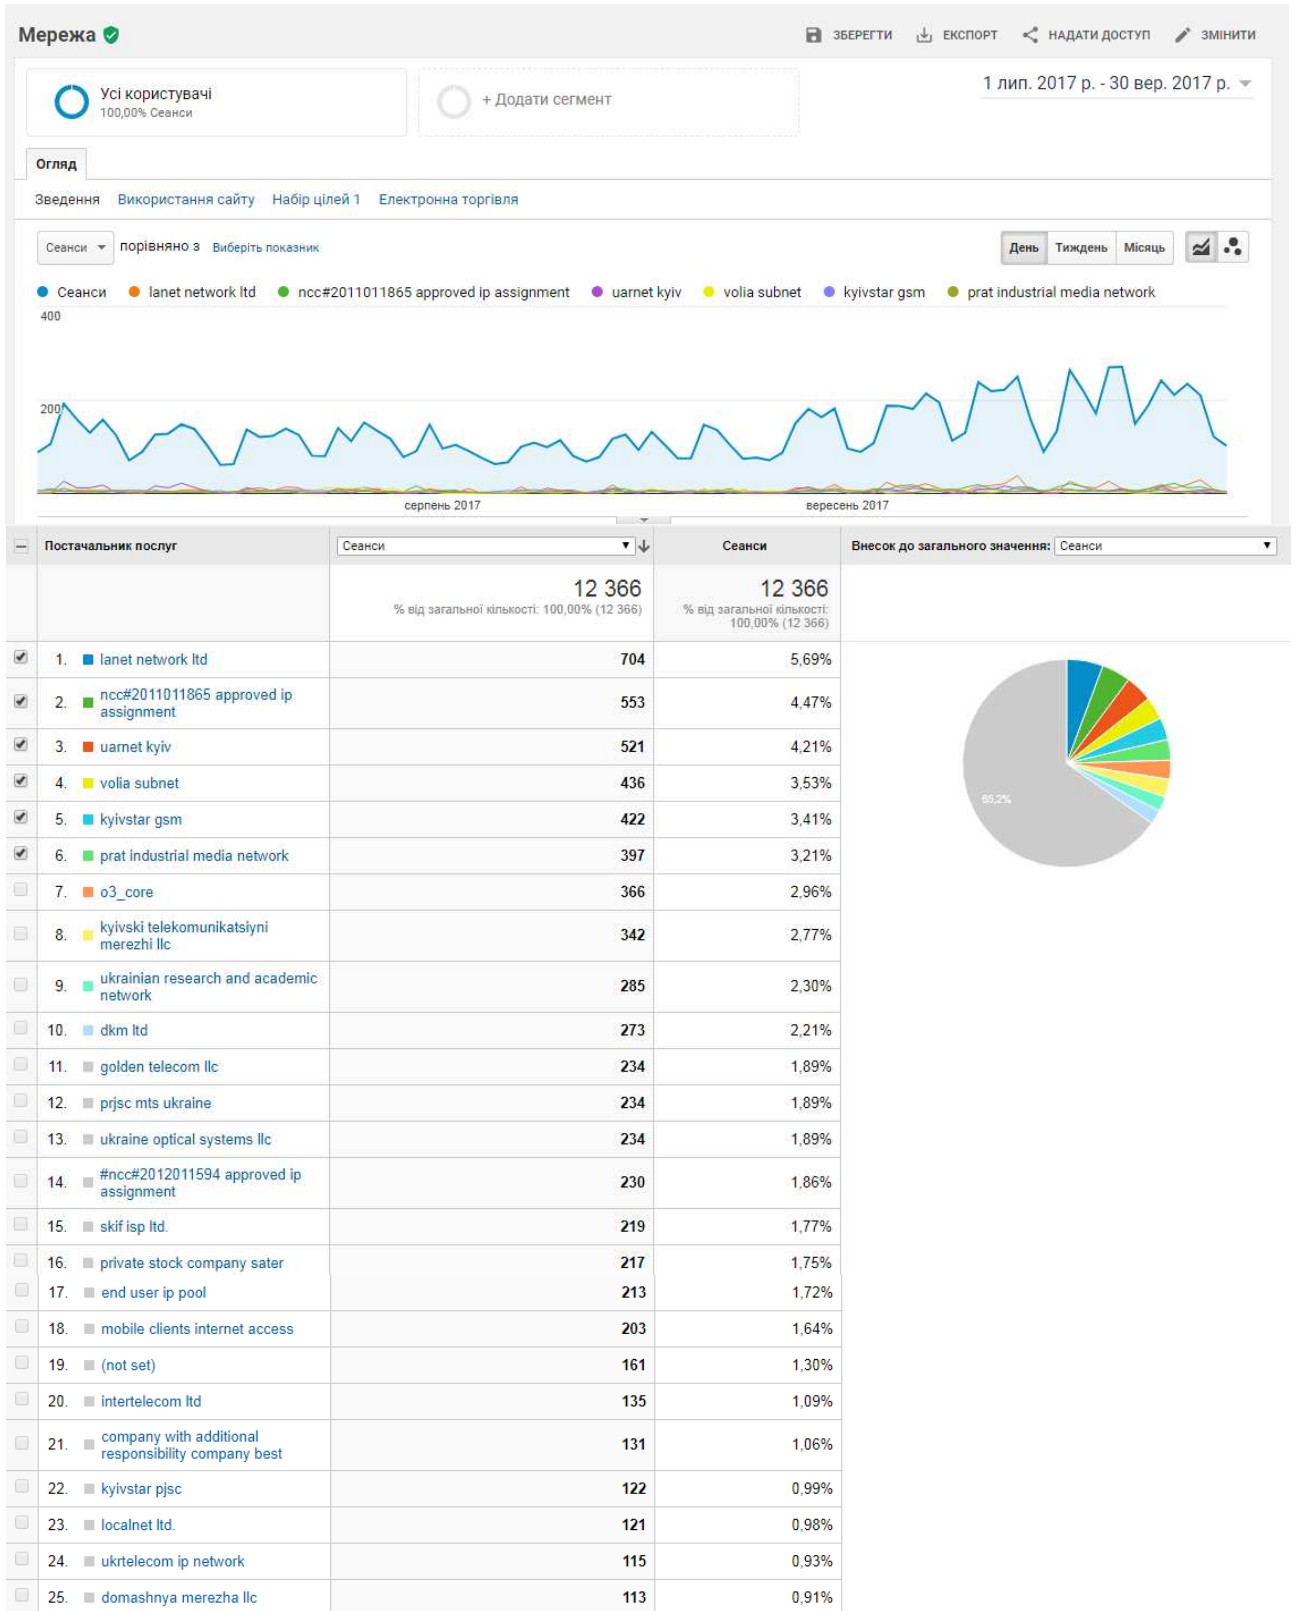 Мережа
ЗБЕРЕГТИ ЕКСПОРТ НАДАТИ ДОСТУП ЗМІНИТИ
Усі користувачі
100,00% Сеанси
+ Додати сегмент
1 лип. 2017 р. - 30 вер. 2017 р.
Огляд
Зведення Використання сайту Набір цілей 1 Електронна торгівля
Сеанси порівняно з Виберіть показник
День Тиждень Місяць
Сеанси lanet network ltd ncc#2011011865 approved ip assignment uarnet kyiv volia subnet kyivstar gsm prat industrial media network
400
200
серпень 2017 вересень 2017
Постачальник послуг Сеанси Сеанси Внесок до загального значення: Сеанси
12 366 12 366
% від загальної кількості: 100,00% (12 366) % від загальної кількості:
100,00% (12 366)
1. lanet network ltd 704 5,69%
2. ncc#2011011865 approved ip
assignment 553 4,47%
3. uarnet kyiv 521 4,21%
4. volia subnet 436 3,53%
5. kyivstar gsm 422 3,41%
6. prat industrial media network 397 3,21%
7. o3_core 366 2,96%
8. kyivski telekomunikatsiyni
merezhi llc 342 2,77%
9. ukrainian research and academic
network 285 2,30%
10. dkm ltd 273 2,21%
11. golden telecom llc 234 1,89%
12. prjsc mts ukraine 234 1,89%
13. ukraine optical systems llc 234 1,89%
14. #ncc#2012011594 approved ip
assignment 230 1,86%
15. skif isp ltd. 219 1,77%
16. private stock company sater 217 1,75%
17. end user ip pool 213 1,72%
18. mobile clients internet access 203 1,64%
19. (not set) 161 1,30%
20. intertelecom ltd 135 1,09%
21. company with additional
responsibility company best 131 1,06%
22. kyivstar pjsc 122 0,99%
23. localnet ltd. 121 0,98%
24. ukrtelecom ip network 115 0,93%
25. domashnya merezha llc 113 0,91%
65,2%